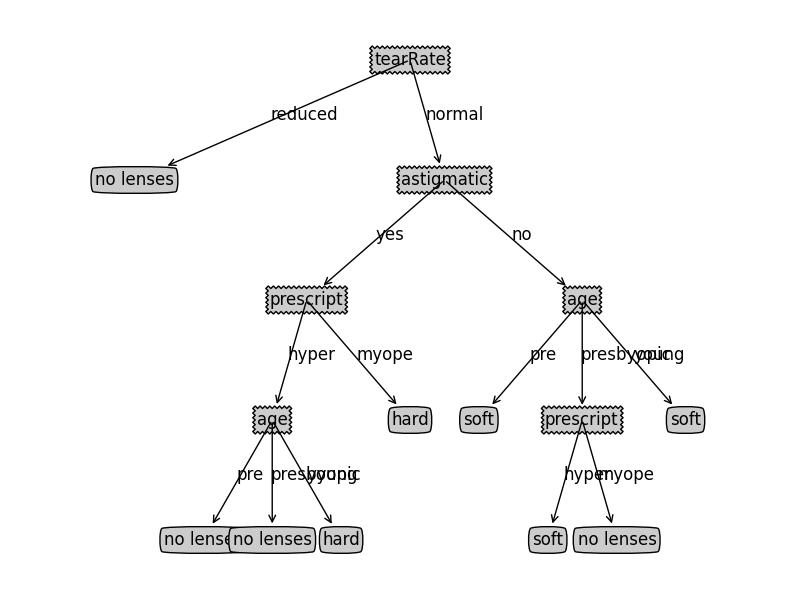 tearRate
reduced normal
no lenses astigmatic
yes no
prescript age
hyper myope pre presbyopic young
age hard soft prescript soft
pre presbyopic young hyper myope
no lenses no lenses hard soft no lenses